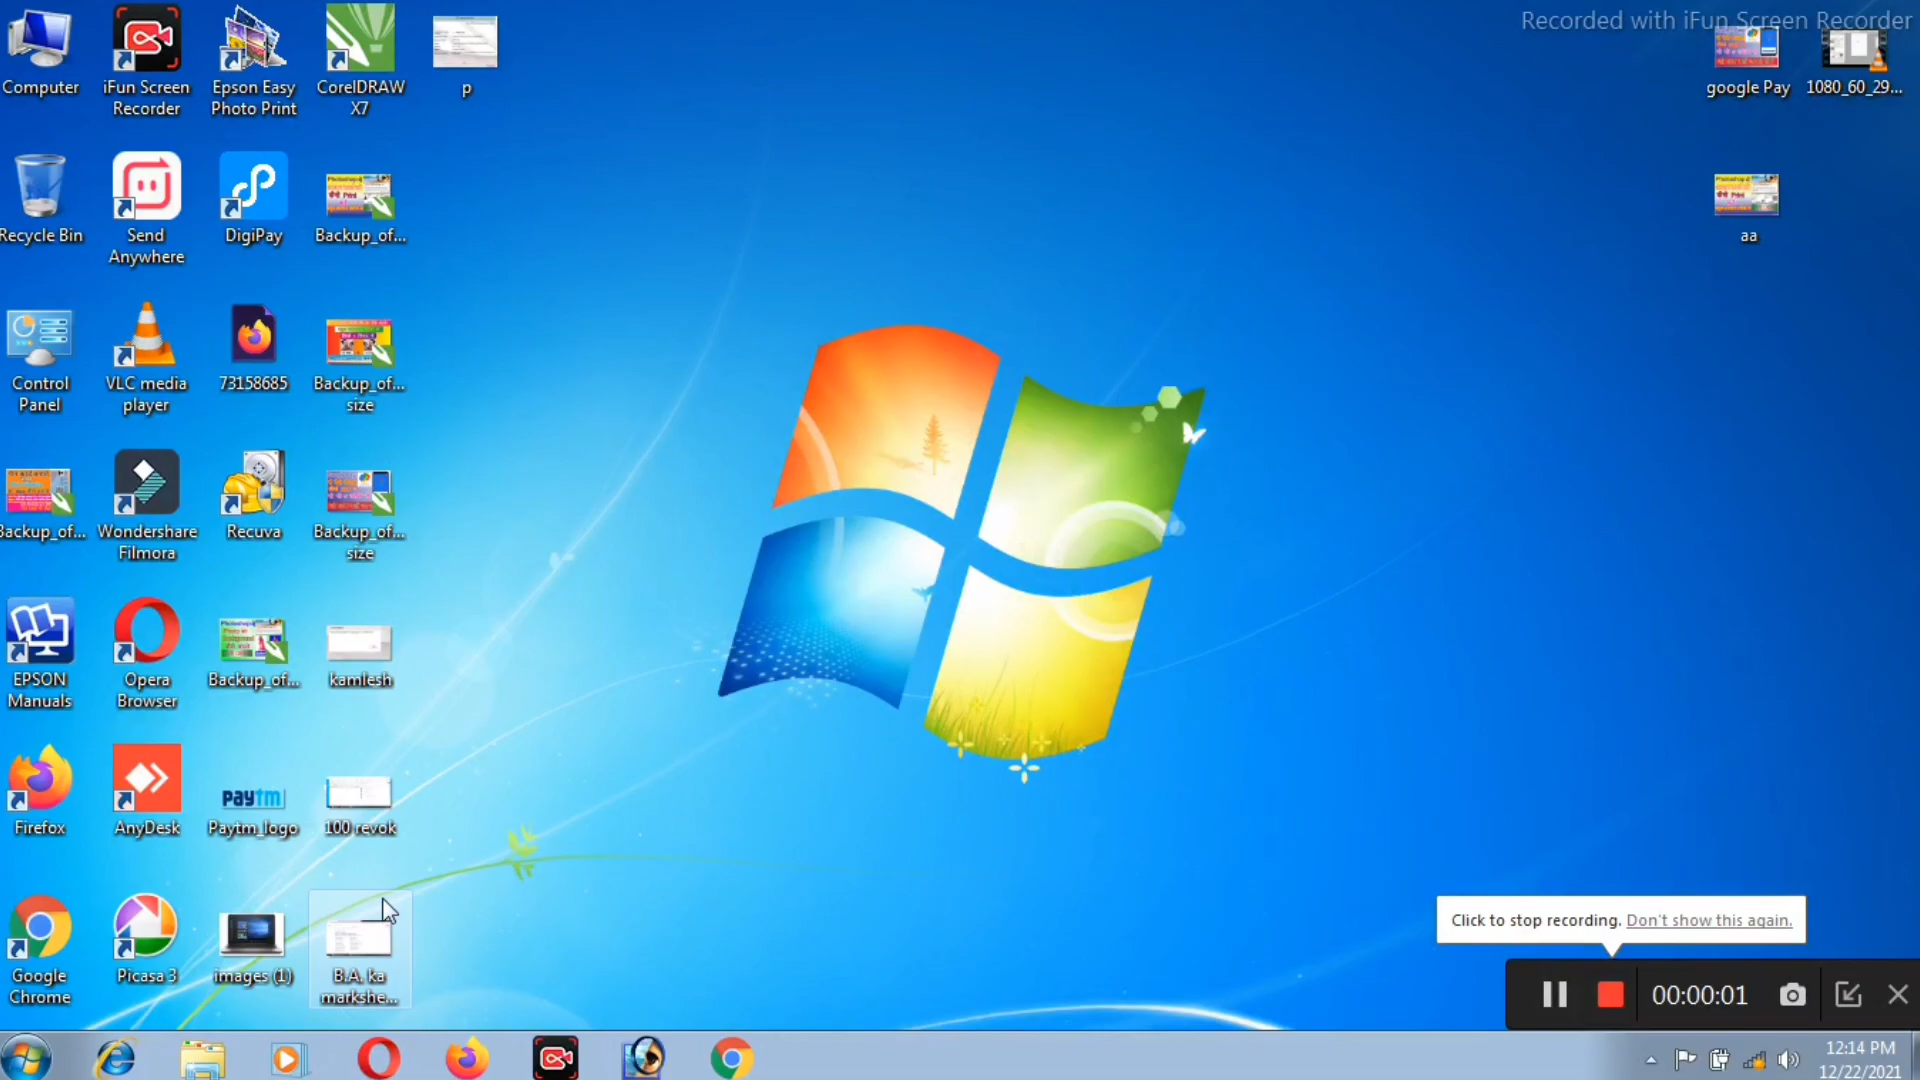 Recorded with iFun Screen Recorder
Computer
iFun Screen
Recorder
Epson Easy
Photo Print
CorelDRAW
X7
p
google Pay
1080_60_29...
Recycle Bin
Send
Anywhere
DigiPay
Backup_of...
aa
Control
Panel
VLC media
player
73158685
Backup_of...
size
Backup_of...
Wondershare
Filmora
Recuva
Backup_of...
size
EPSON
Manuals
Opera
Browser
Backup_of...
kamlesh
Firefox
AnyDesk
paytm
Paytm_logo
100 revok
Google
Chrome
Picasa 3
images (1)
B.A. ka
markshe...
Click to stop recording. Don't show this again.
00:00:01
12:14 PM
12/22/2021